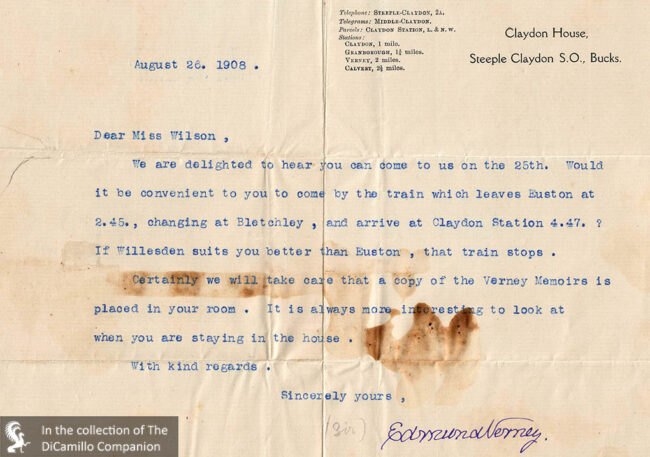 Telephone: STEEPLE-CLAYDON, 2A.
Telegrams: MIDDLE-CLAYDON.
Parcels: CLAYDON STATION, L. & N. W.
Stations:
CLAYDON, 1 mile.
GRANBOROUGH, 1¾ miles.
VERNEY, 2 miles.
CALVERT, 2½ miles.
Claydon House,
Steeple Claydon S.O., Bucks.
August 26. 1908 .
Dear Miss Wilson ,
We are delighted to hear you can come to us on the 25th. Would
it be convenient to you to come by the train which leaves Euston at
2.45., changing at Bletchley , and arrive at Claydon Station 4.47. ?
If Willesden suits you better than Euston , that train stops .
Certainly we will take care that a copy of the Verney Memoirs is
placed in your room . It is always more interesting to look at
when you are staying in the house .
With kind regards .
Sincerely yours ,
(Sir)
Edmund Verney.
In the collection of The
DiCamillo Companion